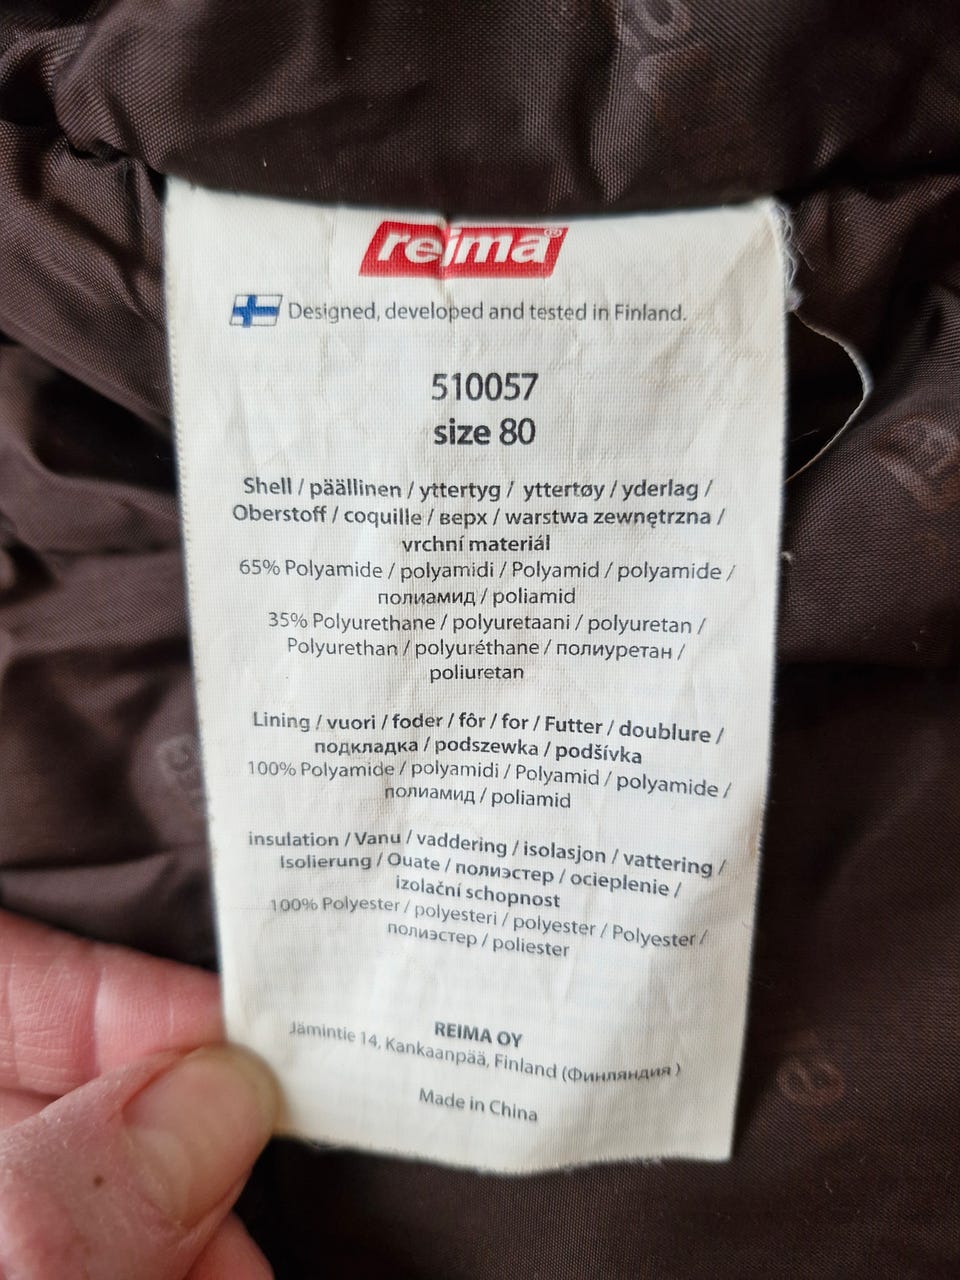 reima®
Designed, developed and tested in Finland.
510057
size 80
Shell / päällinen / yttertyg / yttertøy / yderlag /
Oberstoff / coquille / верх / warstwa zewnętrzna /
vrchní materiál
65% Polyamide / polyamidi / Polyamid / polyamide /
полиамид / poliamid
35% Polyurethane / polyuretaani / polyuretan /
Polyurethan / polyuréthane / полиуретан /
poliuretan
Lining / vuori / foder / fôr / for / Futter / doublure /
подкладка / podszewka / podšívka
100% Polyamide / polyamidi / Polyamid / polyamide /
полиамид / poliamid
insulation / Vanu / vaddering / isolasjon / vattering /
Isolierung / Ouate / полиэстер / ocieplenie /
izolační schopnost
100% Polyester / polyesteri / polyester / Polyester /
полиэстер / poliester
REIMA OY
Jämintie 14, Kankaanpää, Finland (Финляндия)
Made in China